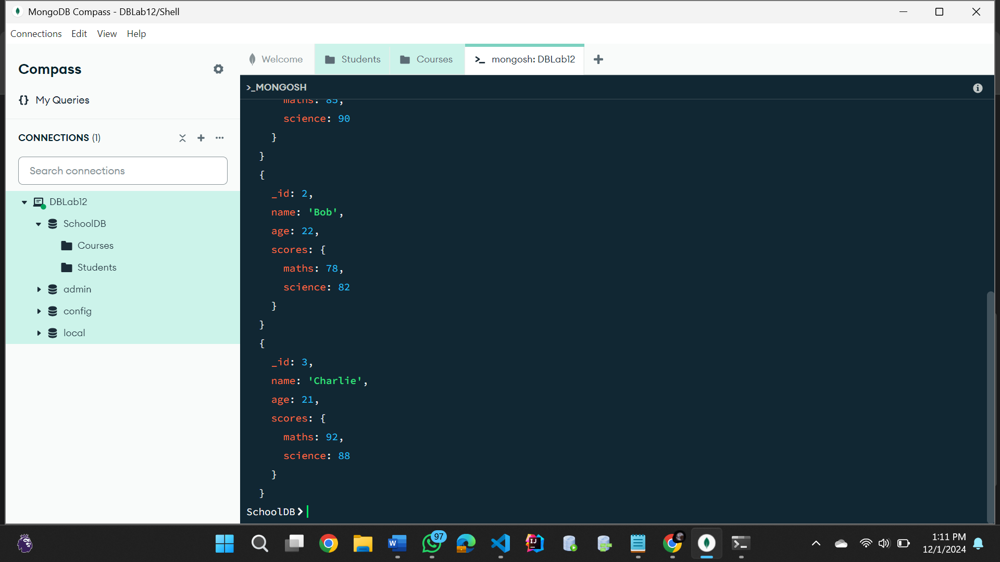 MongoDB Compass - DBLab12/Shell
Connections Edit View Help
Compass
{} My Queries
CONNECTIONS (1)
Search connections
DBLab12
SchoolDB
Courses
Students
admin
config
local
Welcome
Students
Courses
>_ mongosh: DBLab12
>_MONGOSH
maths: 85,
science: 90
}
}
{
_id: 2,
name: 'Bob',
age: 22,
scores: {
maths: 78,
science: 82
}
}
{
_id: 3,
name: 'Charlie',
age: 21,
scores: {
maths: 92,
science: 88
}
}
SchoolDB>
97
1:11 PM
12/1/2024